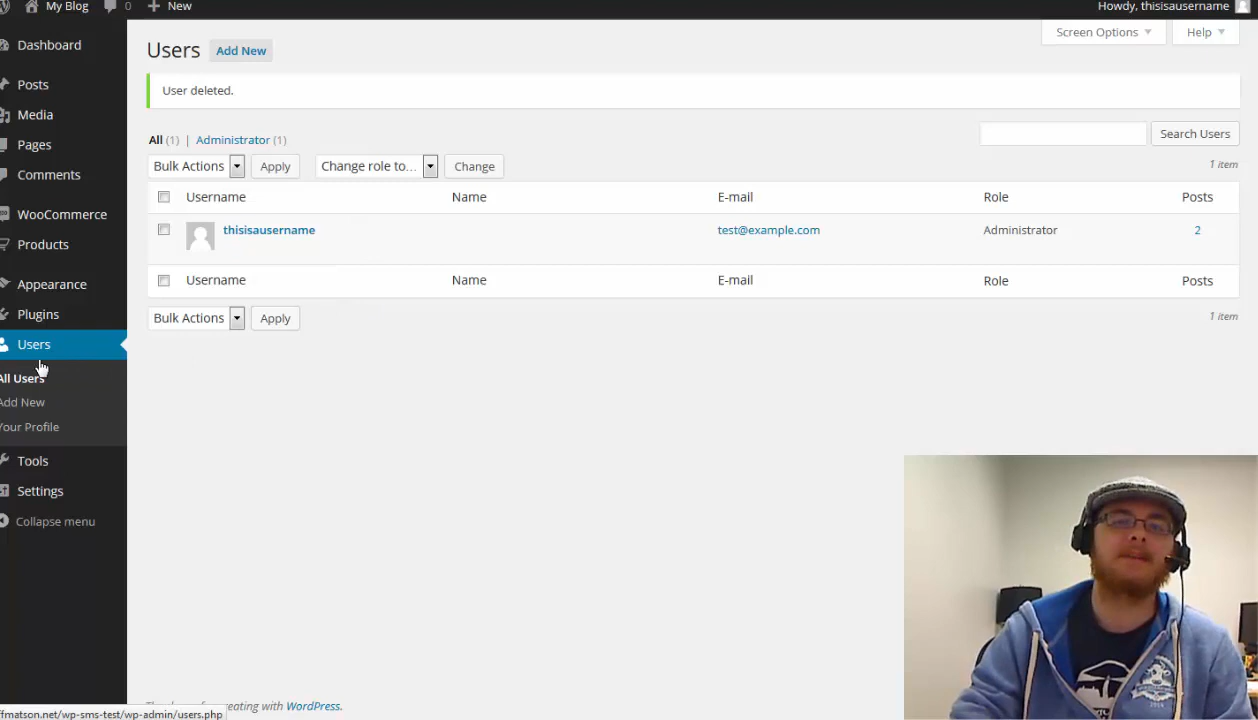 My Blog 0 + New
Howdy, thisisausername
Screen Options
Help
Dashboard
Posts
Media
Pages
Comments
WooCommerce
Products
Appearance
Plugins
Users
All Users
Add New
Your Profile
Tools
Settings
Collapse menu
Users Add New
User deleted.
All (1) | Administrator (1)
Search Users
Bulk Actions Apply Change role to... Change
1 item
Username Name E-mail Role Posts
thisisausername test@example.com Administrator 2
Username Name E-mail Role Posts
Bulk Actions Apply
1 item
creating with WordPress.
ffmatson.net/wp-sms-test/wp-admin/users.php